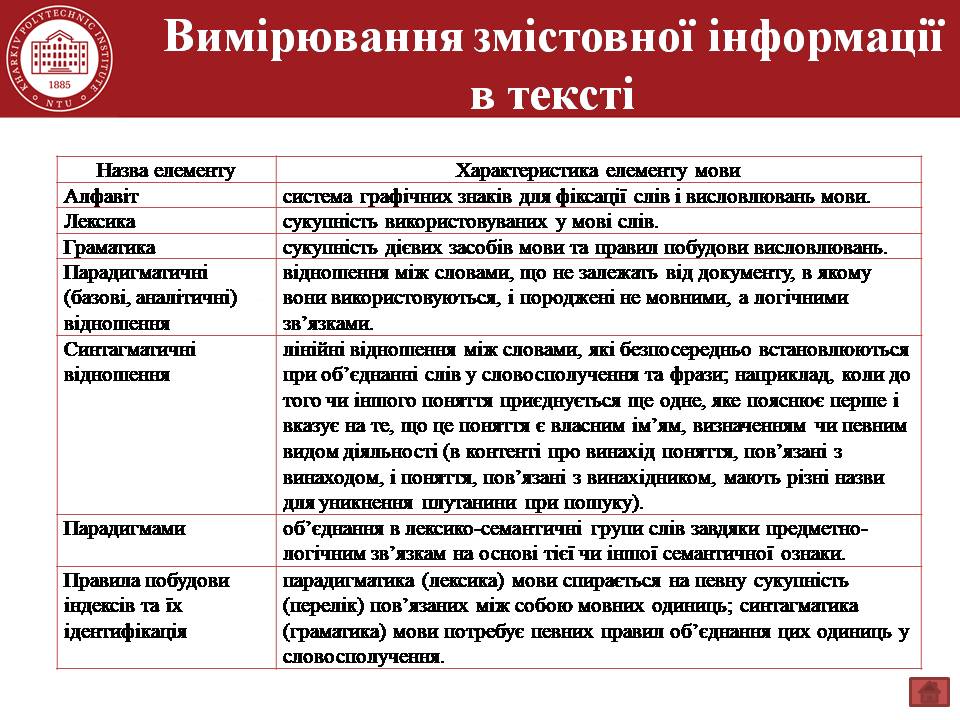 Вимірювання змістовної інформації
в тексті
KHARKIV POLYTECHNIC INSTITUTE
1885
NTU
Назва елементу
Характеристика елементу мови
Алфавіт
система графічних знаків для фіксації слів і висловлювань мови.
Лексика
сукупність використовуваних у мові слів.
Граматика
сукупність дієвих засобів мови та правил побудови висловлювань.
Парадигматичні
(базові, аналітичні)
відношення
відношення між словами, що не залежать від документу, в якому
вони використовуються, і породжені не мовними, а логічними
зв’язками.
Синтагматичні
відношення
лінійні відношення між словами, які безпосередньо встановлюються
при об’єднанні слів у словосполучення та фрази; наприклад, коли до
того чи іншого поняття приєднується ще одне, яке пояснює перше і
вказує на те, що це поняття є власним ім’ям, визначенням чи певним
видом діяльності (в контенті про винахід поняття, пов’язані з
винаходом, і поняття, пов’язані з винахідником, мають різні назви
для уникнення плутанини при пошуку).
Парадигмами
об’єднання в лексико-семантичні групи слів завдяки предметно-
логічним зв’язкам на основі тієї чи іншої семантичної ознаки.
Правила побудови
індексів та їх
ідентифікація
парадигматика (лексика) мови спирається на певну сукупність
(перелік) пов’язаних між собою мовних одиниць; синтагматика
(граматика) мови потребує певних правил об’єднання цих одиниць у
словосполучення.